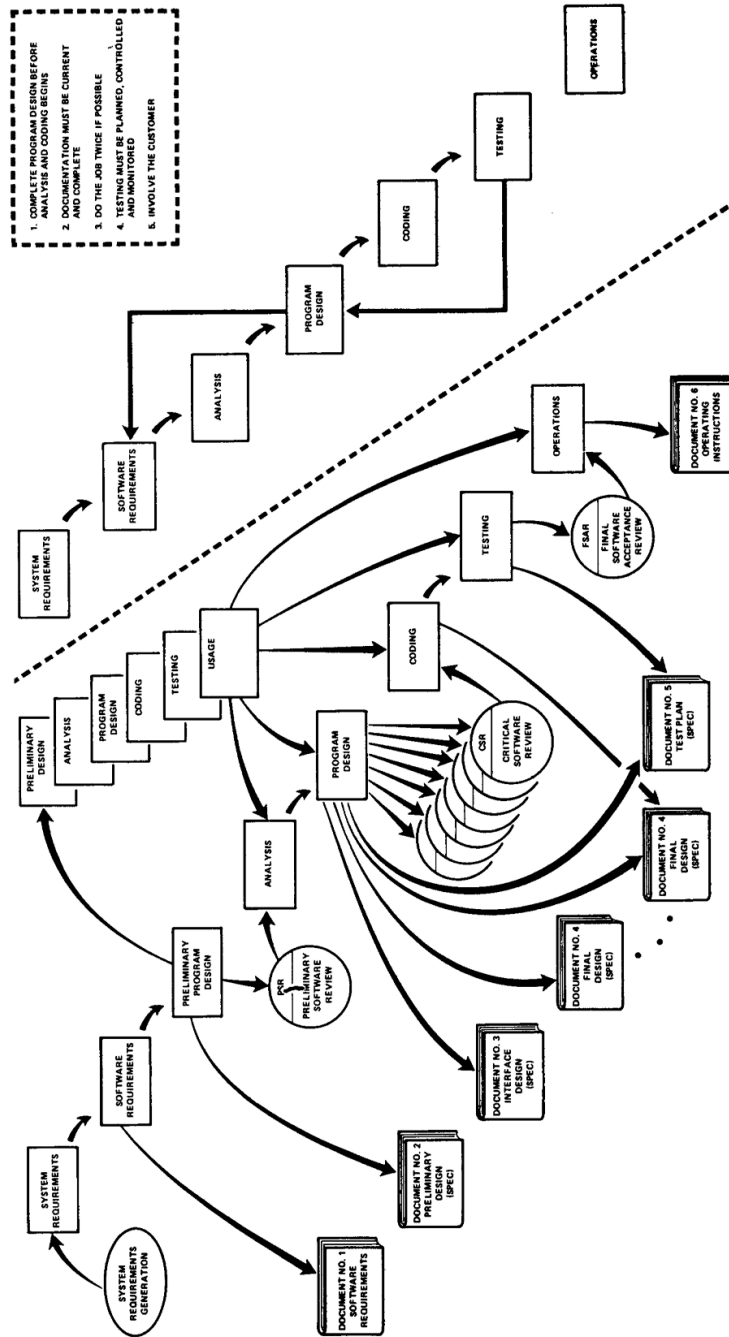 1. COMPLETE PROGRAM DESIGN BEFORE
ANALYSIS AND CODING BEGINS
2. DOCUMENTATION MUST BE CURRENT
AND COMPLETE
3. DO THE JOB TWICE IF POSSIBLE
4. TESTING MUST BE PLANNED, CONTROLLED
AND MONITORED
5. INVOLVE THE CUSTOMER
SYSTEM
REQUIREMENTS
SOFTWARE
REQUIREMENTS
ANALYSIS
PROGRAM
DESIGN
CODING
TESTING
OPERATIONS
PRELIMINARY
DESIGN
ANALYSIS
PROGRAM
DESIGN
CODING
TESTING
USAGE
SYSTEM
REQUIREMENTS
GENERATION
SYSTEM
REQUIREMENTS
SOFTWARE
REQUIREMENTS
PRELIMINARY
PROGRAM
DESIGN
PSR
PRELIMINARY
SOFTWARE
REVIEW
ANALYSIS
PROGRAM
DESIGN
CSR
CRITICAL
SOFTWARE
REVIEW
CODING
TESTING
FSAR
FINAL
SOFTWARE
ACCEPTANCE
REVIEW
OPERATIONS
DOCUMENT NO. 1
SOFTWARE
REQUIREMENTS
DOCUMENT NO. 2
PRELIMINARY
DESIGN
(SPEC)
DOCUMENT NO. 3
INTERFACE
DESIGN
(SPEC)
DOCUMENT NO. 4
FINAL
DESIGN
(SPEC)
DOCUMENT NO. 4
FINAL
DESIGN
(SPEC)
DOCUMENT NO. 5
TEST PLAN
(SPEC)
DOCUMENT NO. 6
OPERATING
INSTRUCTIONS